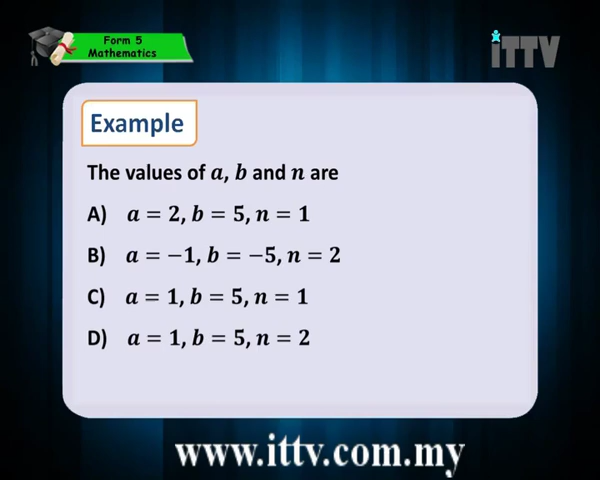 Form 5
Mathematics
iTTV
Example
The values of a, b and n are
A) a = 2, b = 5, n = 1
B) a = −1, b = −5, n = 2
C) a = 1, b = 5, n = 1
D) a = 1, b = 5, n = 2
www.ittv.com.my